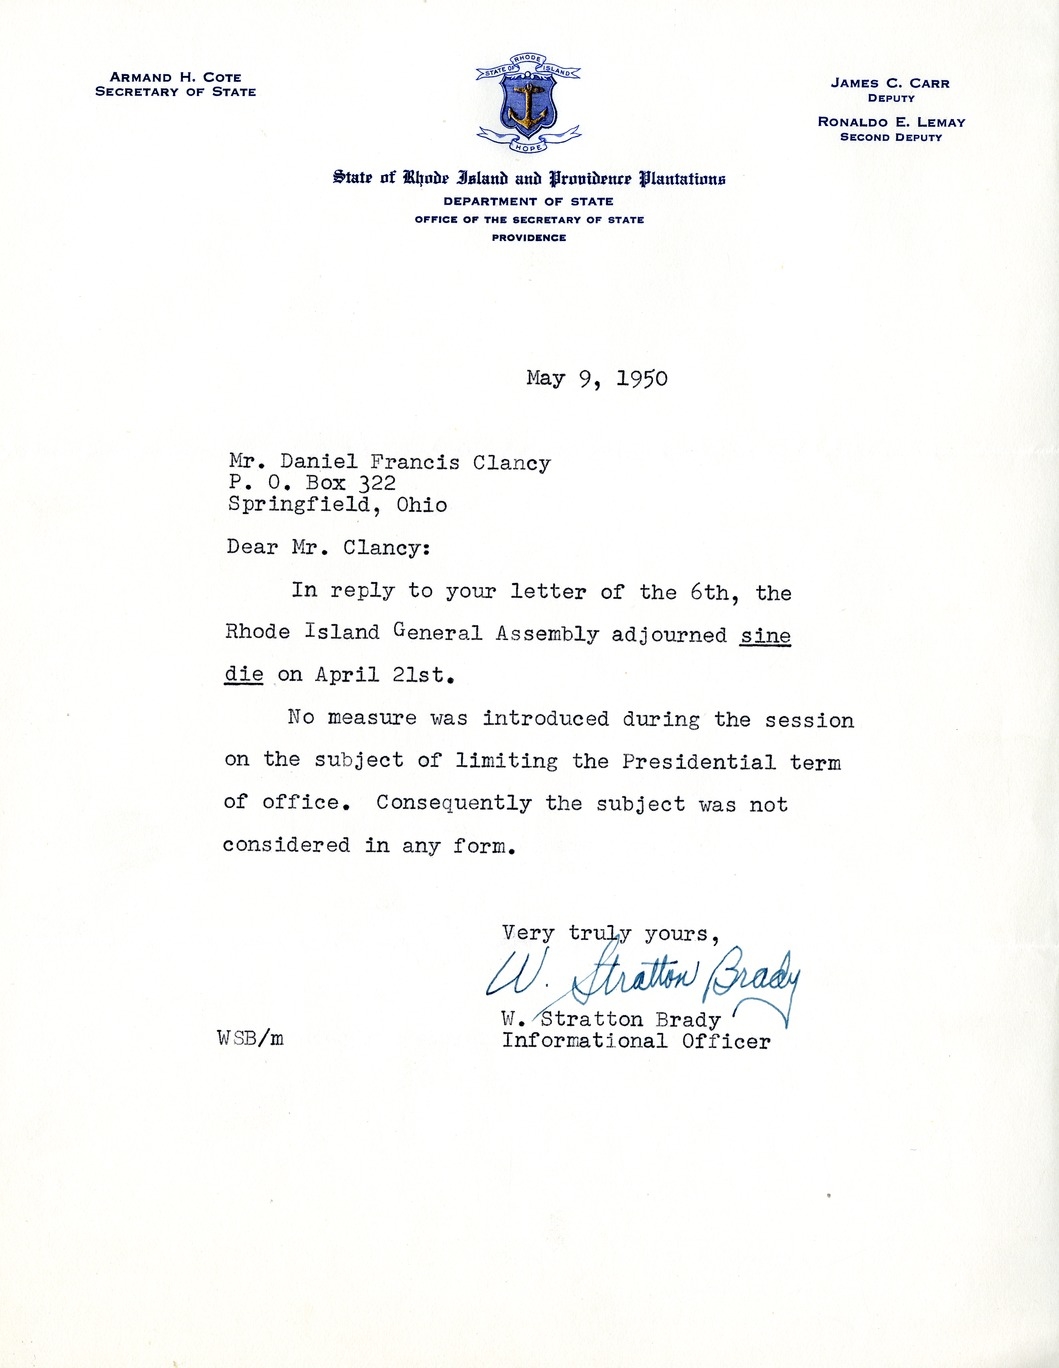 ARMAND H. COTE
SECRETARY OF STATE
RHODE
STATE OF ISLAND
HOPE
JAMES C. CARR
DEPUTY
RONALDO E. LEMAY
SECOND DEPUTY
State of Rhode Island and Providence Plantations
DEPARTMENT OF STATE
OFFICE OF THE SECRETARY OF STATE
PROVIDENCE
May 9, 1950
Mr. Daniel Francis Clancy
P. O. Box 322
Springfield, Ohio
Dear Mr. Clancy:
In reply to your letter of the 6th, the
Rhode Island General Assembly adjourned sine
die on April 21st.
No measure was introduced during the session
on the subject of limiting the Presidential term
of office. Consequently the subject was not
considered in any form.
Very truly yours,
W. Stratton Brady
W. Stratton Brady
Informational Officer
WSB/m